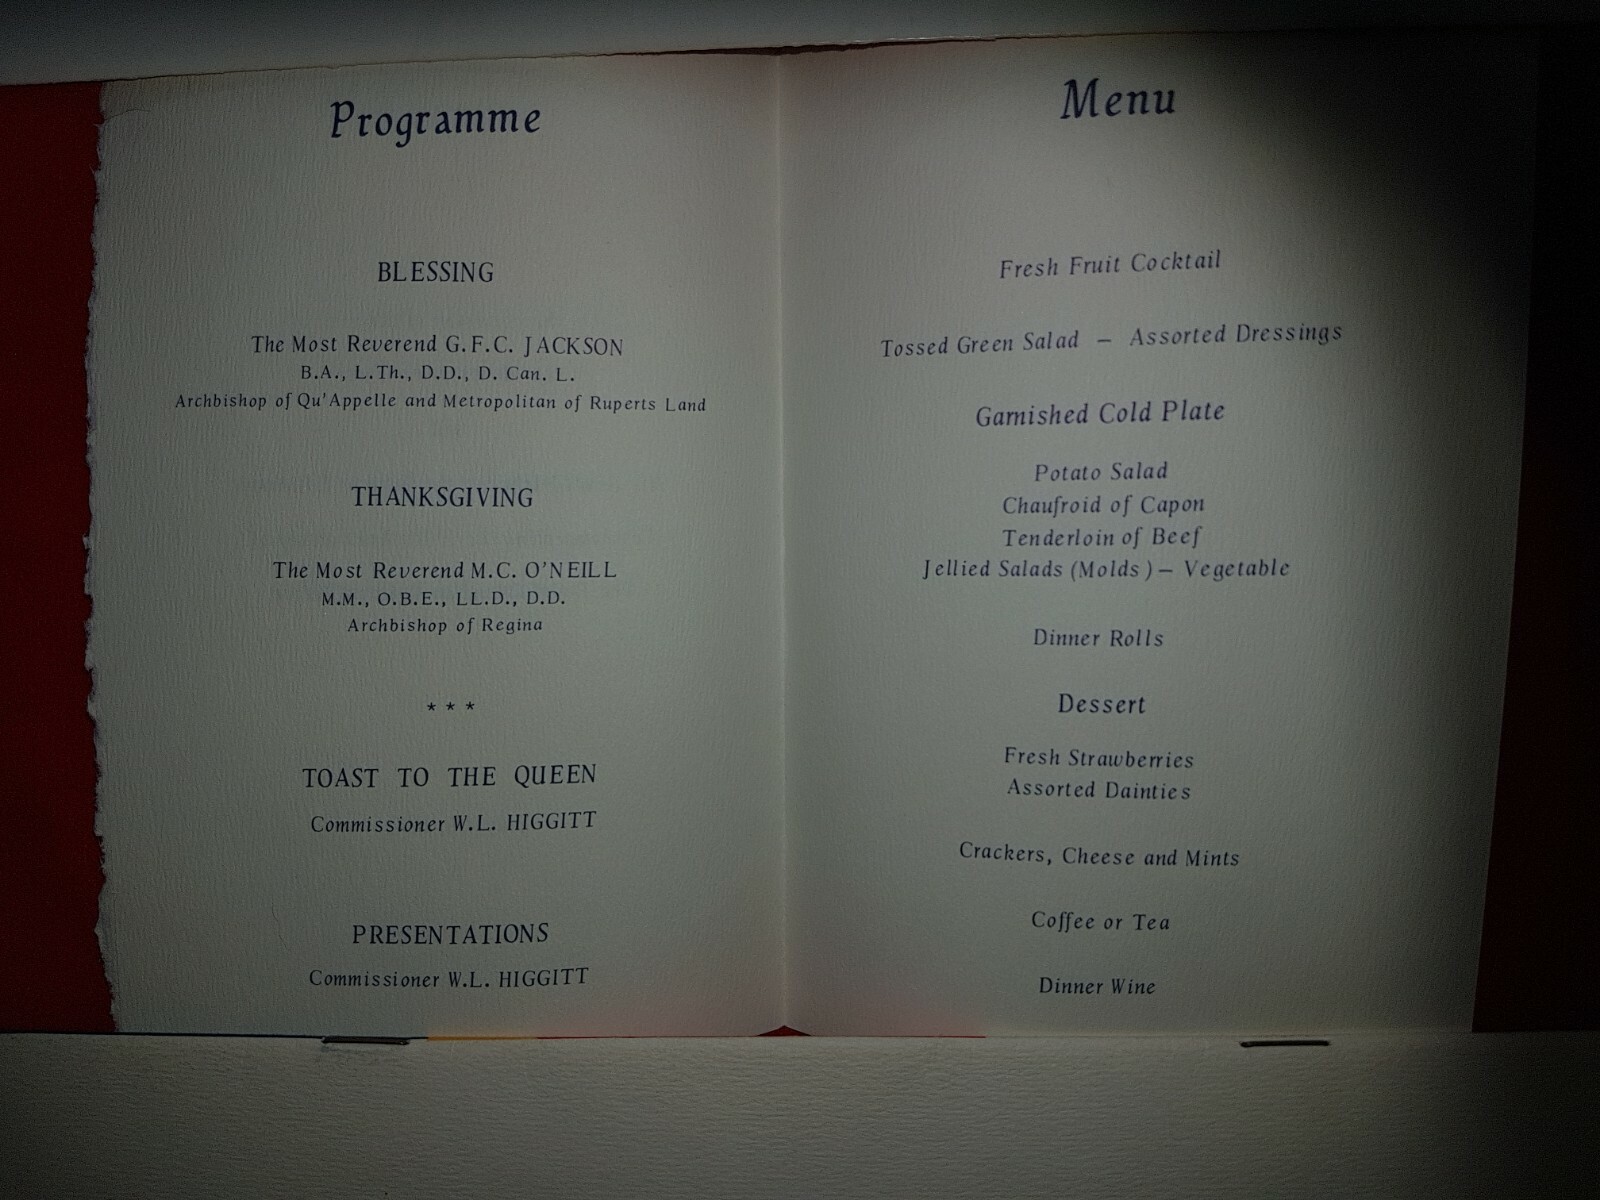 Programme
BLESSING
The Most Reverend G.F.C. JACKSON
B.A., L.Th., D.D., D. Can. L.
Archbishop of Qu'Appelle and Metropolitan of Ruperts Land
THANKSGIVING
The Most Reverend M.C. O'NEILL
M.M., O.B.E., LL.D., D.D.
Archbishop of Regina
* * *
TOAST TO THE QUEEN
Commissioner W.L. HIGGITT
PRESENTATIONS
Commissioner W.L. HIGGITT
Menu
Fresh Fruit Cocktail
Tossed Green Salad – Assorted Dressings
Garnished Cold Plate
Potato Salad
Chaufroid of Capon
Tenderloin of Beef
Jellied Salads (Molds) – Vegetable
Dinner Rolls
Dessert
Fresh Strawberries
Assorted Dainties
Crackers, Cheese and Mints
Coffee or Tea
Dinner Wine